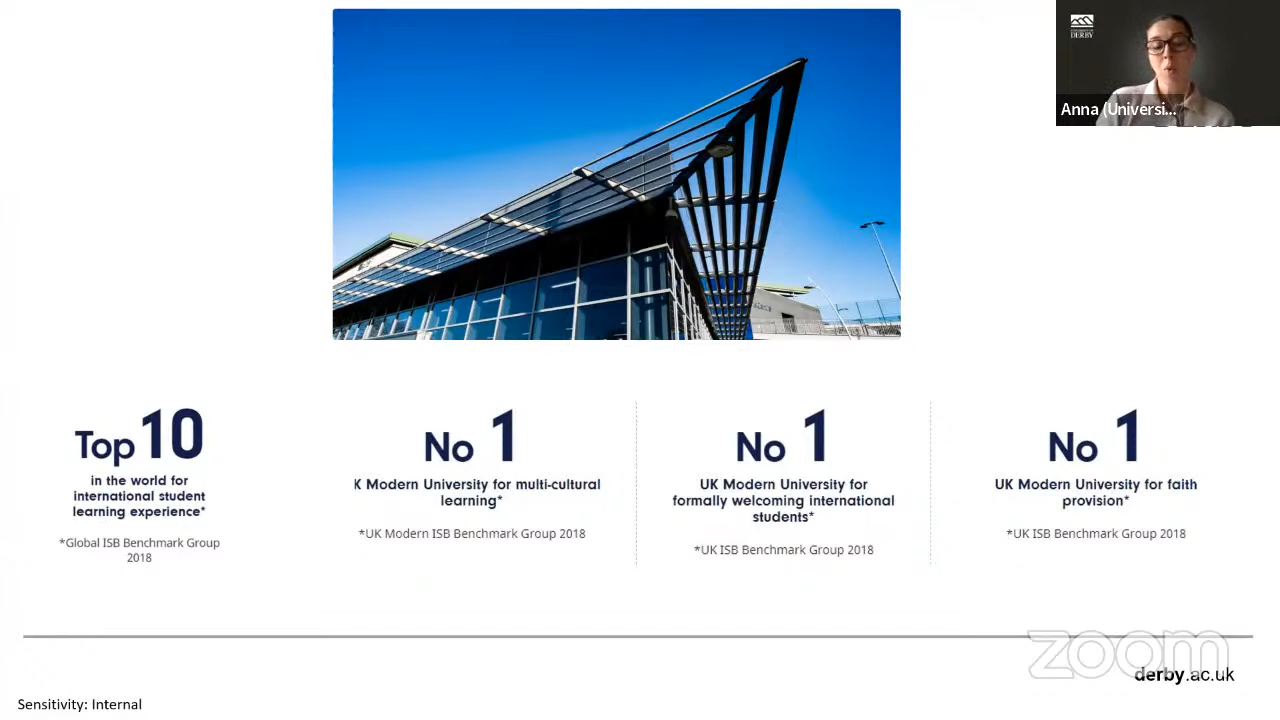 UNIVERSITY OF
DERBY
Anna (Universi...
Top 10
in the world for
international student
learning experience*
*Global ISB Benchmark Group
2018
No 1
K Modern University for multi-cultural
learning*
*UK Modern ISB Benchmark Group 2018
No 1
UK Modern University for
formally welcoming international
students*
*UK ISB Benchmark Group 2018
No 1
UK Modern University for faith
provision*
*UK ISB Benchmark Group 2018
zoom
derby.ac.uk
Sensitivity: Internal